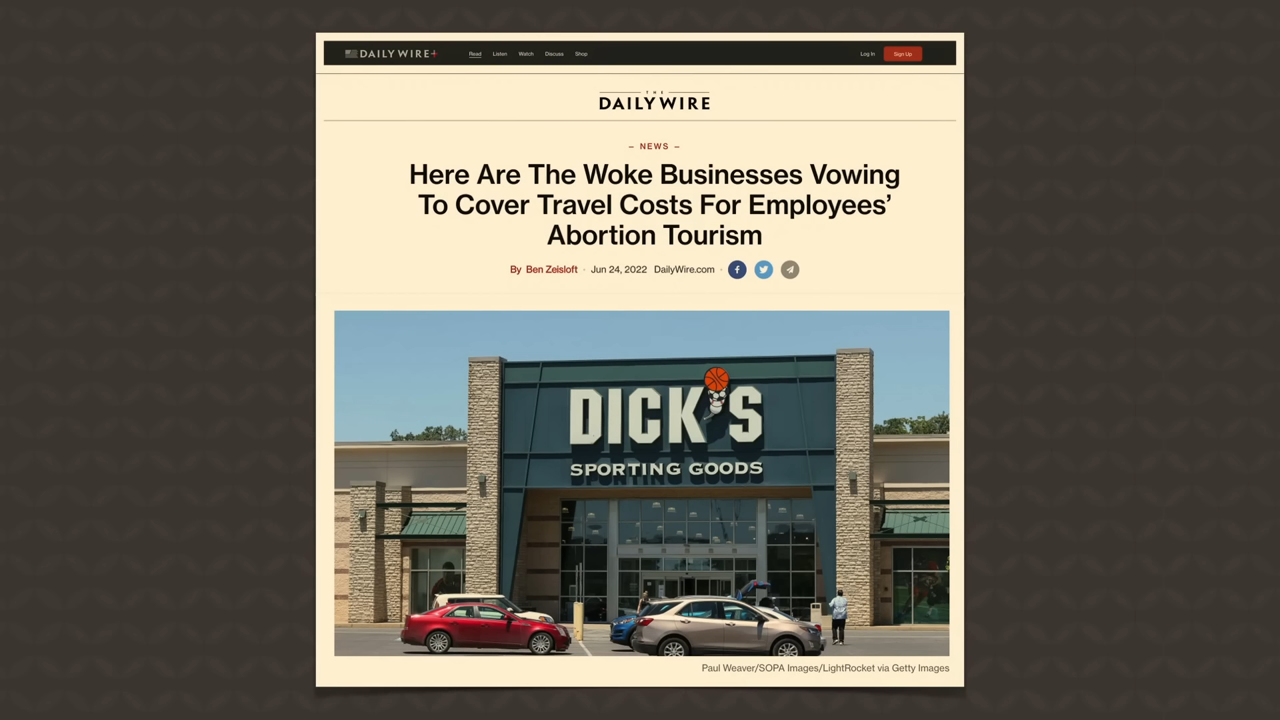 DAILYWIRE+ Read Listen Watch Discuss Shop Log In Sign Up
THE
DAILY WIRE
– NEWS –
Here Are The Woke Businesses Vowing
To Cover Travel Costs For Employees’
Abortion Tourism
By Ben Zeisloft · Jun 24, 2022 DailyWire.com ·
DICK'S
SPORTING GOODS
Paul Weaver/SOPA Images/LightRocket via Getty Images